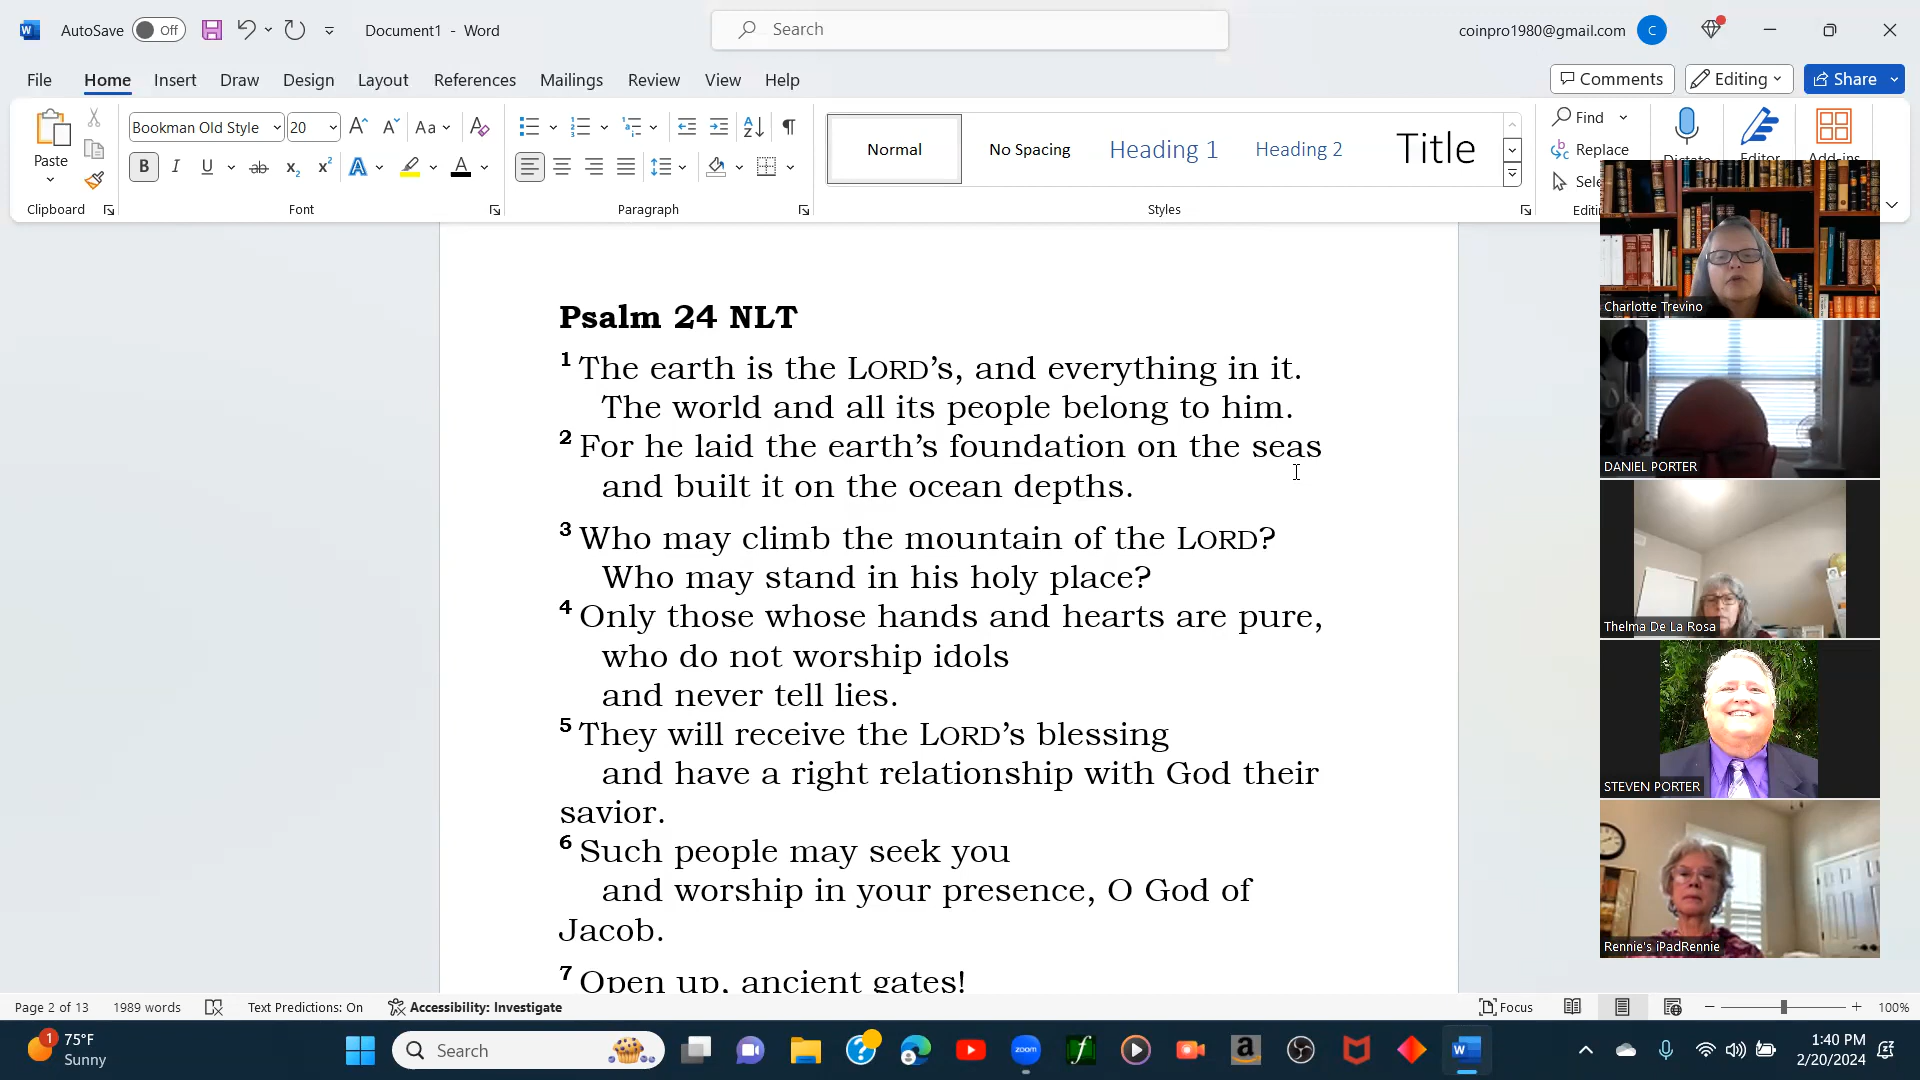 AutoSave Off Document1 - Word Search coinpro1980@gmail.com C
File Home Insert Draw Design Layout References Mailings Review View Help Comments Editing Share
Paste Bookman Old Style 20 Aa Normal No Spacing Heading 1 Heading 2 Title Find Replace
B I U ab x2 x2 A A
Clipboard Font Paragraph Styles
Psalm 24 NLT
1 The earth is the LORD’s, and everything in it.
The world and all its people belong to him.
2 For he laid the earth’s foundation on the seas
and built it on the ocean depths.
3 Who may climb the mountain of the LORD?
Who may stand in his holy place?
4 Only those whose hands and hearts are pure,
who do not worship idols
and never tell lies.
5 They will receive the LORD’s blessing
and have a right relationship with God their
savior.
6 Such people may seek you
and worship in your presence, O God of
Jacob.
7 Open up, ancient gates!
Charlotte Trevino
DANIEL PORTER
Thelma De La Rosa
STEVEN PORTER
Rennie's iPadRennie
Page 2 of 13 1989 words Text Predictions: On Accessibility: Investigate Focus 100%
1 75°F
Sunny
Search
zoom
1:40 PM
2/20/2024